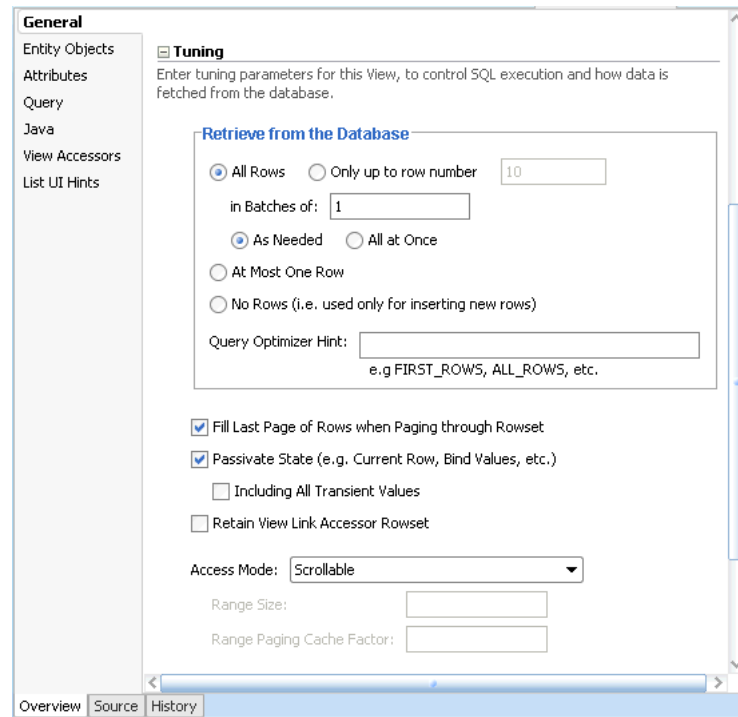 General
Entity Objects
Attributes
Query
Java
View Accessors
List UI Hints
Tuning
Enter tuning parameters for this View, to control SQL execution and how data is
fetched from the database.
Retrieve from the Database
All Rows Only up to row number 10
in Batches of: 1
As Needed All at Once
At Most One Row
No Rows (i.e. used only for inserting new rows)
Query Optimizer Hint:
e.g FIRST_ROWS, ALL_ROWS, etc.
Fill Last Page of Rows when Paging through Rowset
Passivate State (e.g. Current Row, Bind Values, etc.)
Including All Transient Values
Retain View Link Accessor Rowset
Access Mode: Scrollable
Range Size:
Range Paging Cache Factor:
Overview Source History